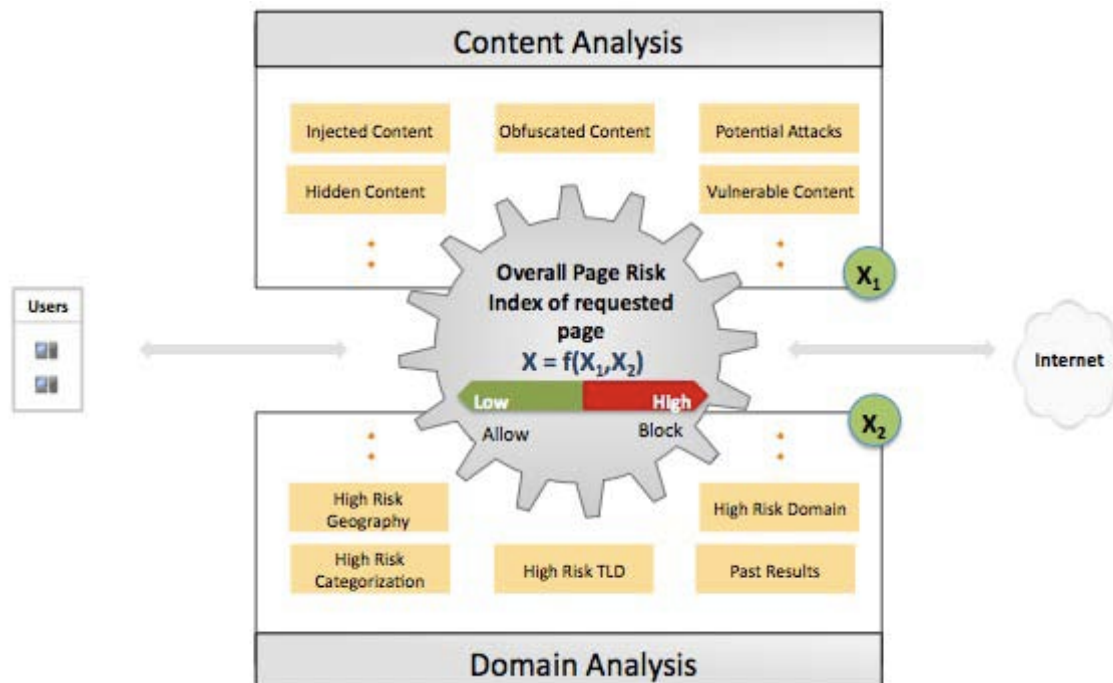 Content Analysis
Injected Content
Obfuscated Content
Potential Attacks
Hidden Content
Vulnerable Content
X₁
Overall Page Risk
Index of requested
page
X = f(X₁,X₂)
Low
High
Allow
Block
Users
Internet
X₂
High Risk
Geography
High Risk Domain
High Risk
Categorization
High Risk TLD
Past Results
Domain Analysis